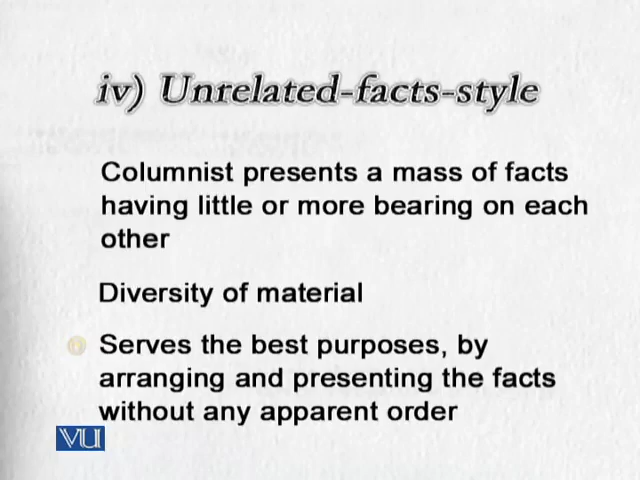 iv) Unrelated-facts-style
Columnist presents a mass of facts
having little or more bearing on each
other
Diversity of material
Serves the best purposes, by
arranging and presenting the facts
without any apparent order
VU